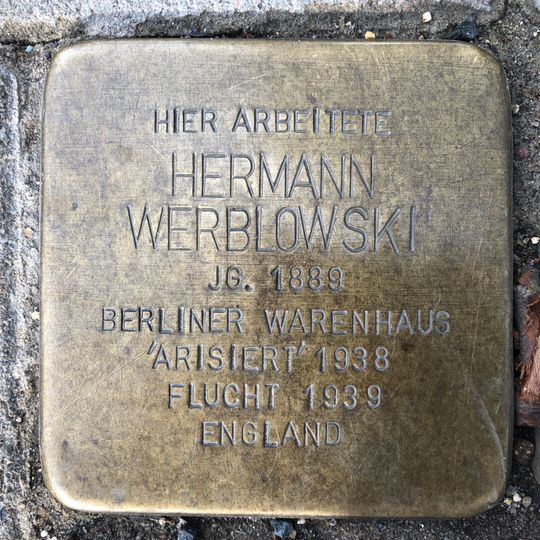 HIER ARBEITETE
HERMANN
WERBLOWSKI
JG. 1889
BERLINER WARENHAUS
'ARISIERT' 1938
FLUCHT 1939
ENGLAND